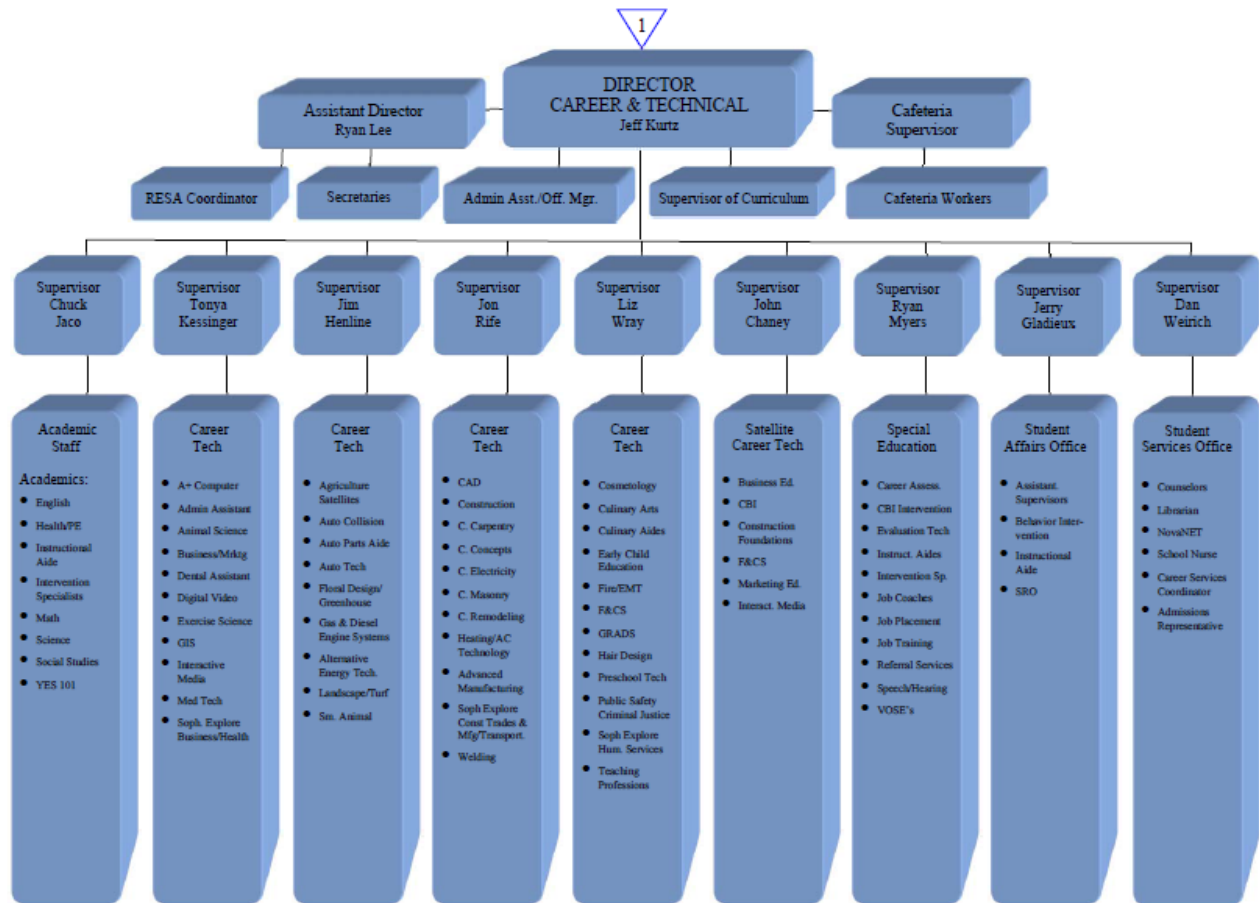 1
DIRECTOR
CAREER & TECHNICAL
Jeff Kurtz
Assistant Director
Ryan Lee
Cafeteria
Supervisor
RESA Coordinator
Secretaries
Admin Asst./Off. Mgr.
Supervisor of Curriculum
Cafeteria Workers
Supervisor
Chuck
Jaco
Supervisor
Tonya
Kessinger
Supervisor
Jim
Henline
Supervisor
Jon
Rife
Supervisor
Liz
Wray
Supervisor
John
Chaney
Supervisor
Ryan
Myers
Supervisor
Jerry
Gladieux
Supervisor
Dan
Weirich
Academic
Staff
Academics:
• English
• Health/PE
• Instructional
Aide
• Intervention
Specialists
• Math
• Science
• Social Studies
• YES 101
Career
Tech
• A+ Computer
• Admin Assistant
• Animal Science
• Business/Mrktg
• Dental Assistant
• Digital Video
• Exercise Science
• GIS
• Interactive
Media
• Med Tech
• Soph. Explore
Business/Health
Career
Tech
• Agriculture
Satellites
• Auto Collision
• Auto Parts Aide
• Auto Tech
• Floral Design/
Greenhouse
• Gas & Diesel
Engine Systems
• Alternative
Energy Tech.
• Landscape/Turf
• Sm. Animal
Career
Tech
• CAD
• Construction
• C. Carpentry
• C. Concepts
• C. Electricity
• C. Masonry
• C. Remodeling
• Heating/AC
Technology
• Advanced
Manufacturing
• Soph Explore
Const Trades &
Mfg/Transport.
• Welding
Career
Tech
• Cosmetology
• Culinary Arts
• Culinary Aides
• Early Child
Education
• Fire/EMT
• F&CS
• GRADS
• Hair Design
• Preschool Tech
• Public Safety
Criminal Justice
• Soph Explore
Hum. Services
• Teaching
Professions
Satellite
Career Tech
• Business Ed.
• CBI
• Construction
Foundations
• F&CS
• Marketing Ed.
• Interact. Media
Special
Education
• Career Assess.
• CBI Intervention
• Evaluation Tech
• Instruct. Aides
• Intervention Sp.
• Job Coaches
• Job Placement
• Job Training
• Referral Services
• Speech/Hearing
• VOSE's
Student
Affairs Office
• Assistant.
Supervisors
• Behavior Inter-
vention
• Instructional
Aide
• SRO
Student
Services Office
• Counselors
• Librarian
• NovaNET
• School Nurse
• Career Services
Coordinator
• Admissions
Representative